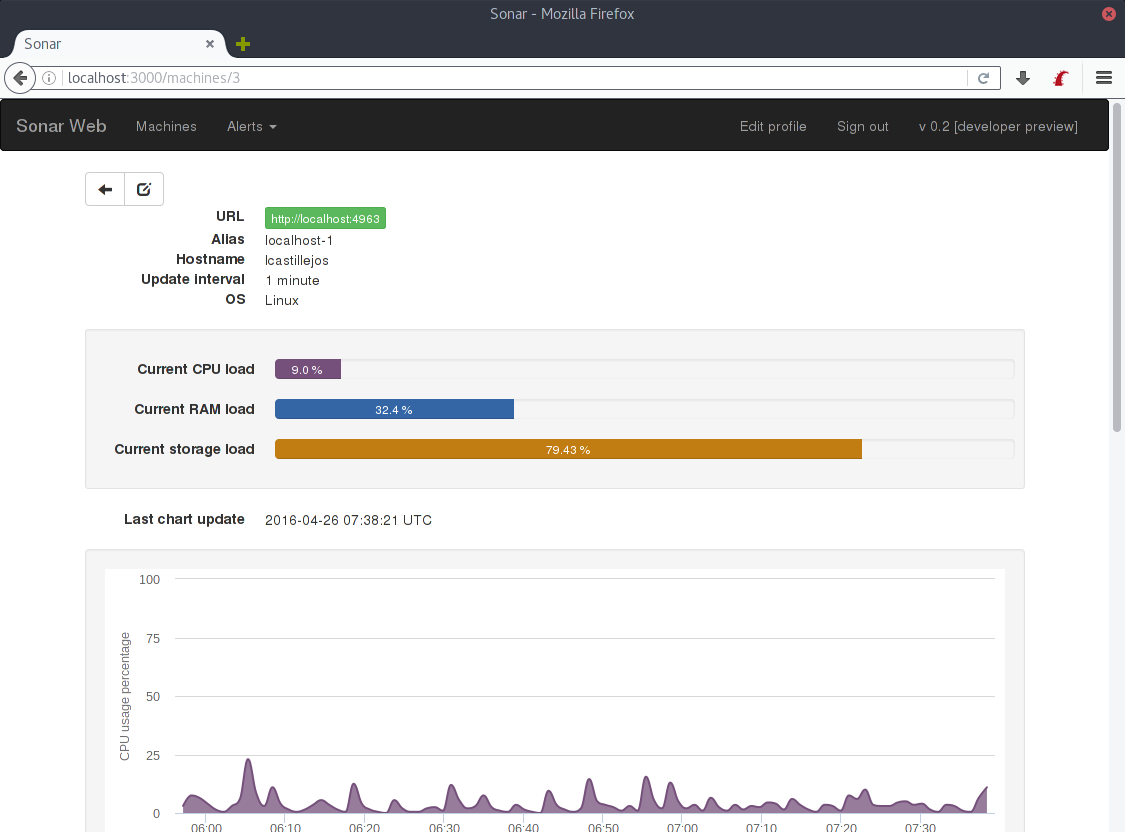 Sonar - Mozilla Firefox
Sonar
localhost:3000/machines/3
Sonar Web Machines Alerts Edit profile Sign out v 0.2 [developer preview]
URL http://localhost:4963
Alias localhost-1
Hostname lcastillejos
Update interval 1 minute
OS Linux
Current CPU load 9.0 %
Current RAM load 32.4 %
Current storage load 79.43 %
Last chart update 2016-04-26 07:38:21 UTC
CPU usage percentage
100
75
50
25
0
06:00 06:10 06:20 06:30 06:40 06:50 07:00 07:10 07:20 07:30